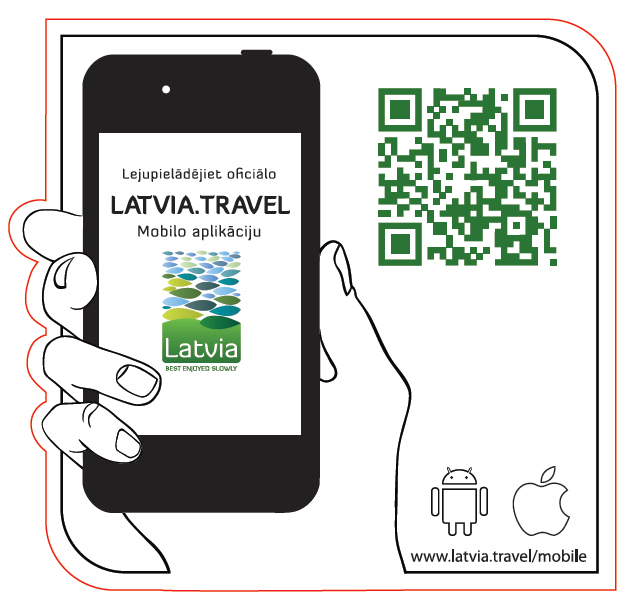 Lejupielādējiet oficiālo
LATVIA.TRAVEL
Mobilo aplikāciju
Latvia
BEST ENJOYED SLOWLY
www.latvia.travel/mobile